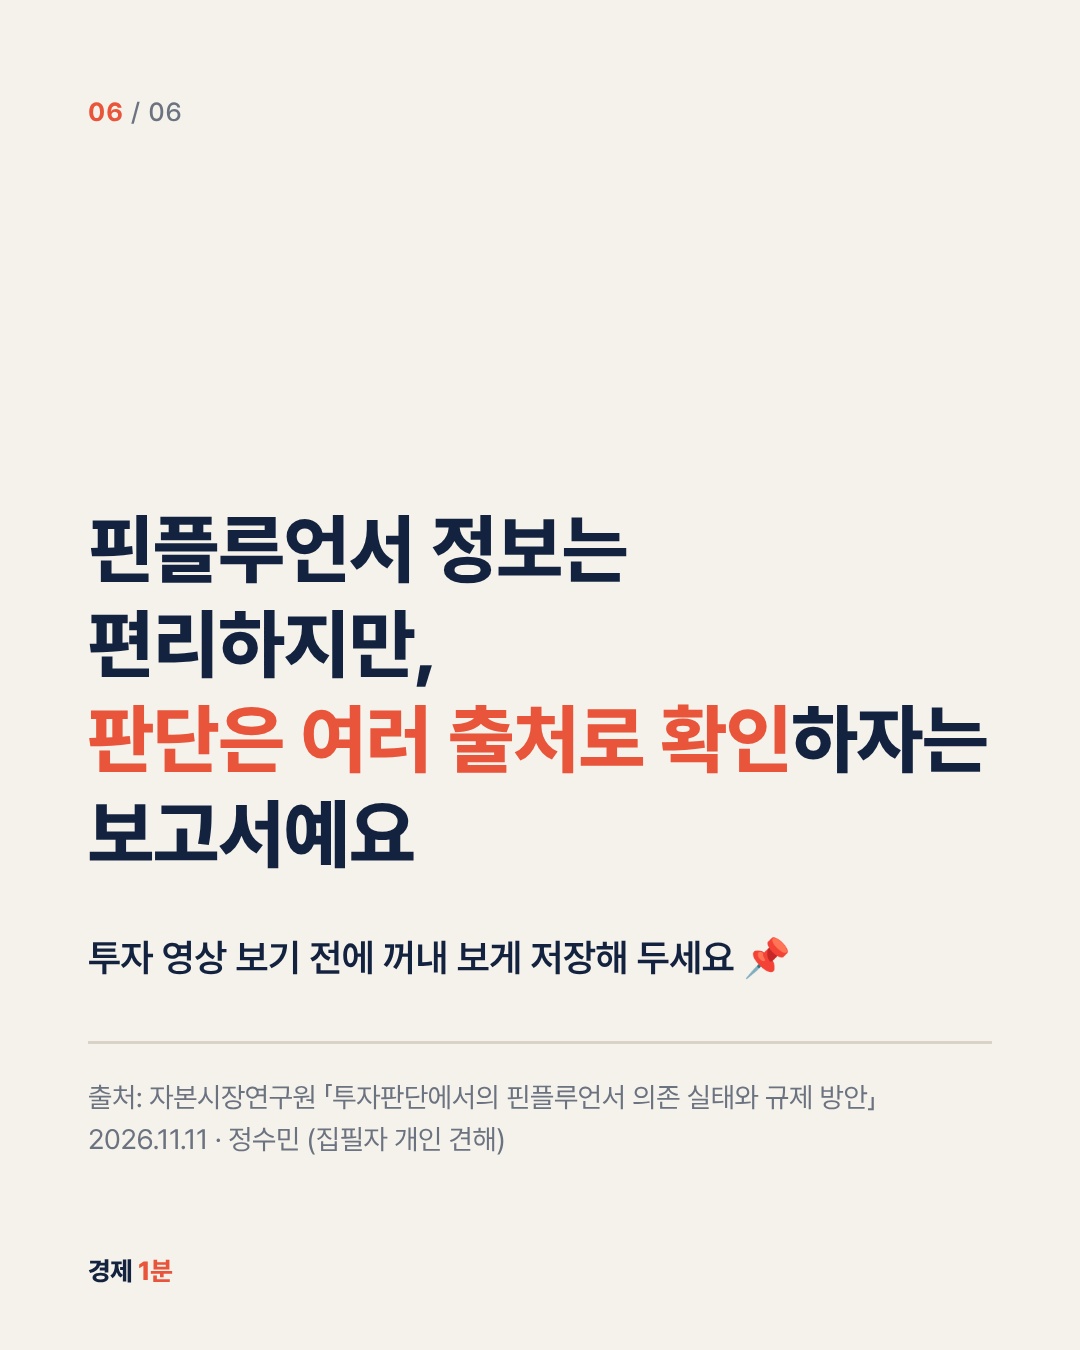 06 / 06
핀플루언서 정보는
편리하지만,
판단은 여러 출처로 확인하자는
보고서예요
투자 영상 보기 전에 꺼내 보게 저장해 두세요 📌
출처: 자본시장연구원 「투자판단에서의 핀플루언서 의존 실태와 규제 방안」
2026.11.11 · 정수민 (집필자 개인 견해)
경제 1분